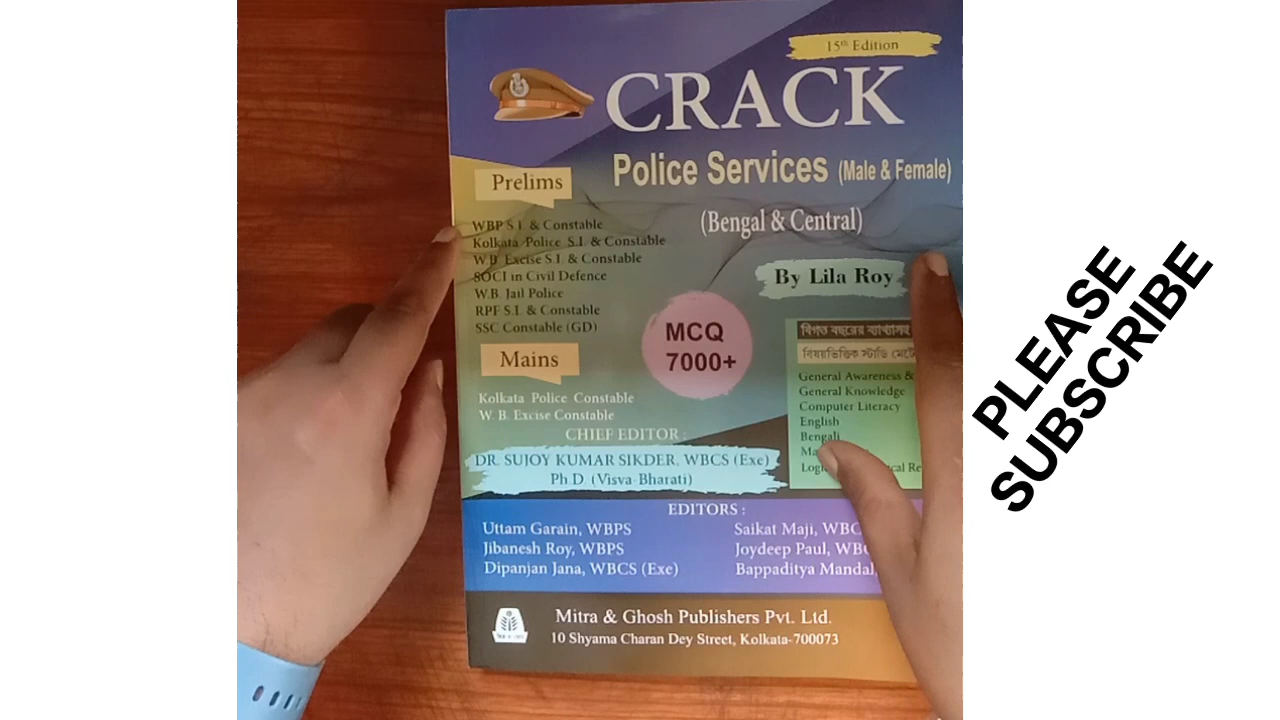 15th Edition
CRACK
Police Services (Male & Female)
(Bengal & Central)
Prelims
WBP S.I. & Constable
Kolkata Police S.I. & Constable
W.B. Excise S.I. & Constable
SOCI in Civil Defence
W.B. Jail Police
RPF S.I. & Constable
SSC Constable (GD)
By Lila Roy
MCQ
7000+
Mains
Kolkata Police Constable
W. B. Excise Constable
বিগত বছরের ব্যাখ্যাসহ
বিষয়ভিত্তিক স্টাডি
General Awareness &
General Knowledge
Computer Literacy
English
Bengali
CHIEF EDITOR :
DR. SUJOY KUMAR SIKDER, WBCS (Exe)
Ph.D. (Visva-Bharati)
EDITORS :
Uttam Garain, WBPS
Jibanesh Roy, WBPS
Dipanjan Jana, WBCS (Exe)
Saikat Maji,
Joydeep Paul,
Bappaditya Mandal,
Mitra & Ghosh Publishers Pvt. Ltd.
10 Shyama Charan Dey Street, Kolkata-700073
PLEASE
SUBSCRIBE